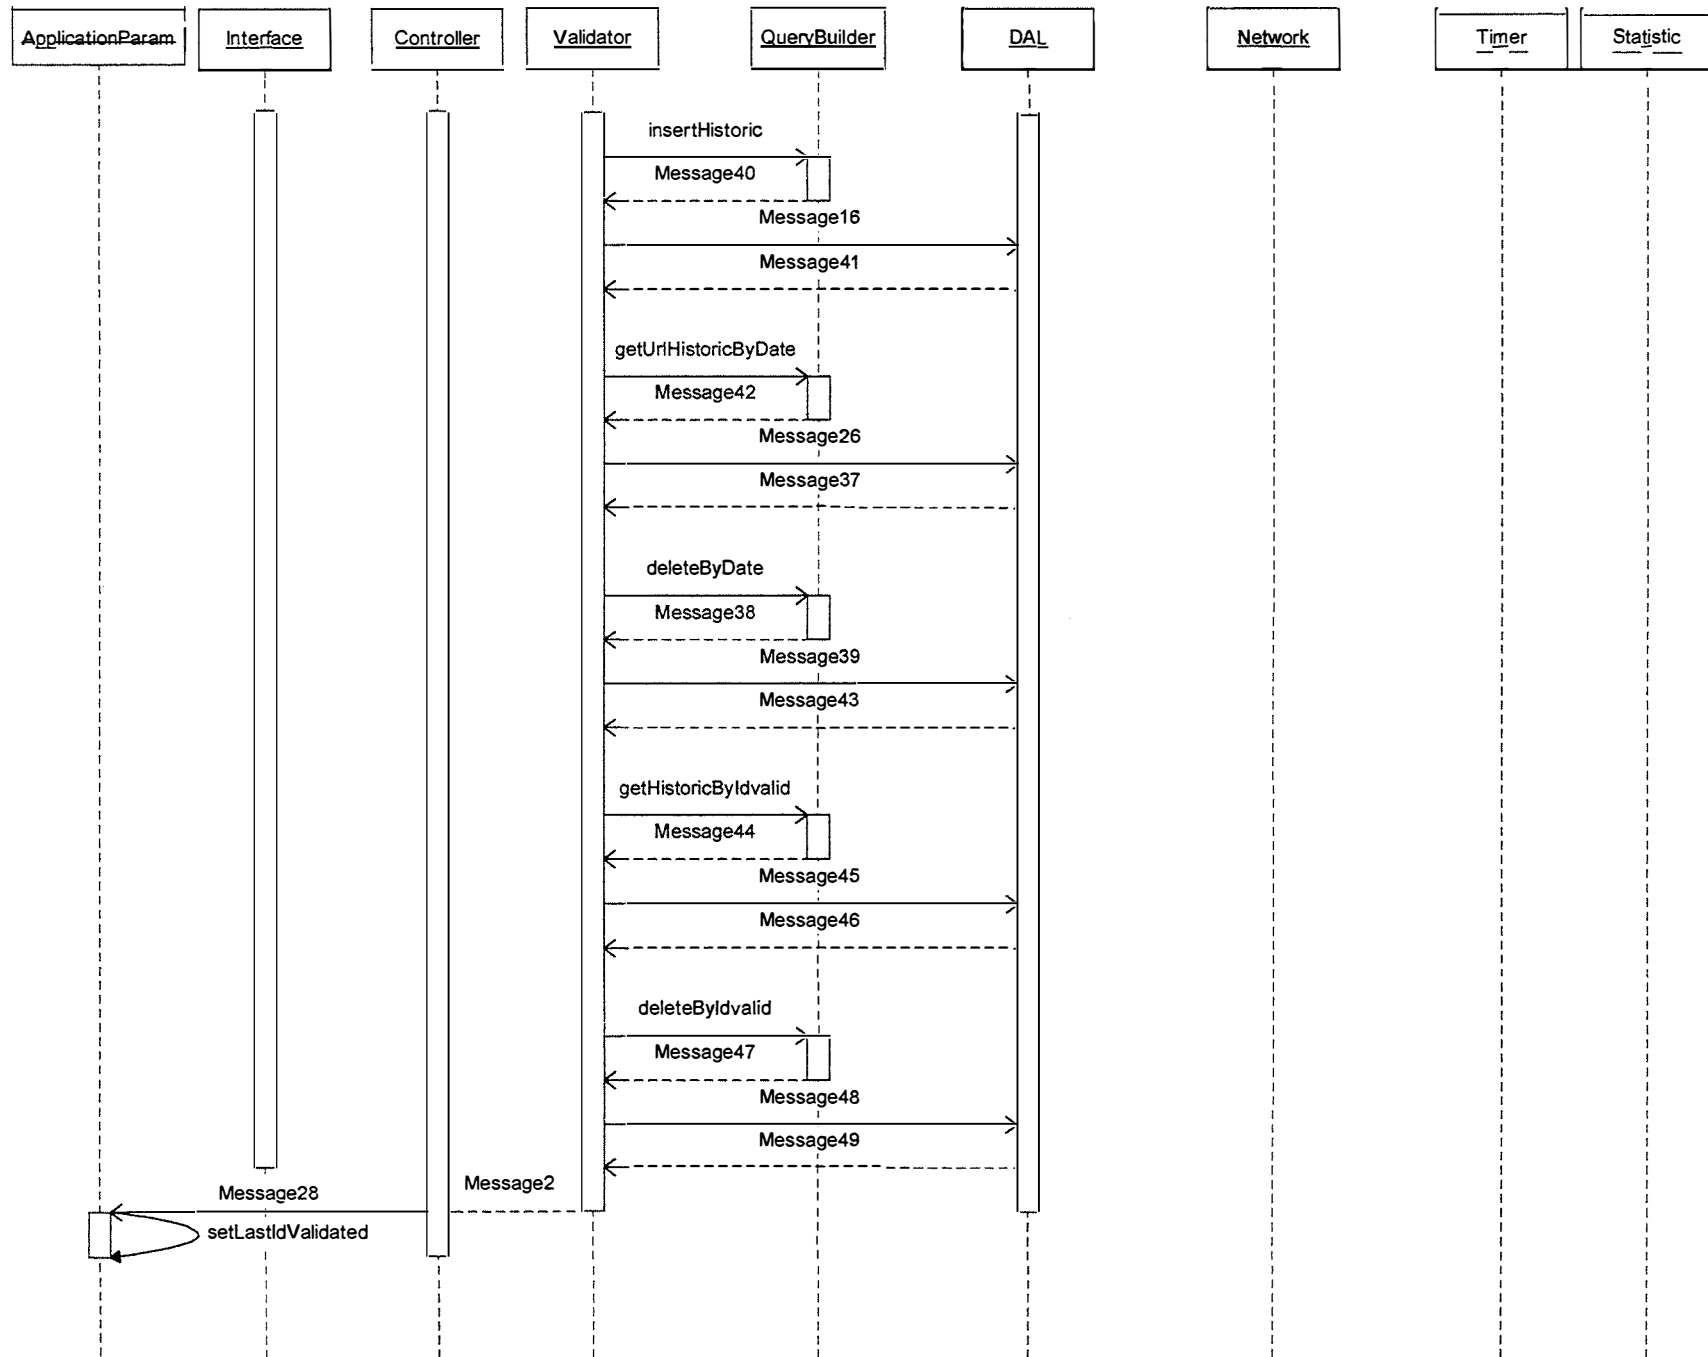 ApplicationParam Interface Controller Validator QueryBuilder DAL Network Timer Statistic
insertHistoric
Message40
Message16
Message41
getUrlHistoricByDate
Message42
Message26
Message37
deleteByDate
Message38
Message39
Message43
getHistoricByIdvalid
Message44
Message45
Message46
deleteByIdvalid
Message47
Message48
Message49
Message28 Message2
setLastIdValidated